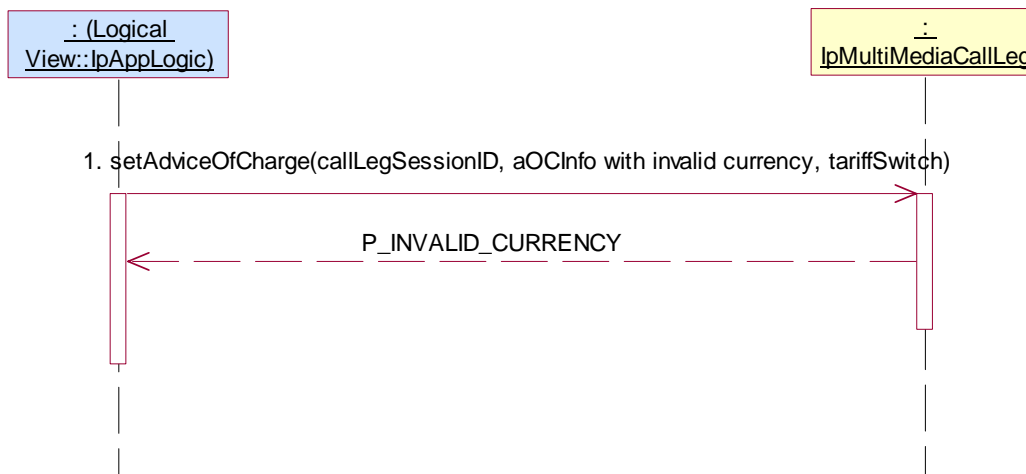 : (Logical
View::IpAppLogic)
:
IpMultiMediaCallLeg
1. setAdviceOfCharge(callLegSessionID, aOCInfo with invalid currency, tariffSwitch)
P_INVALID_CURRENCY